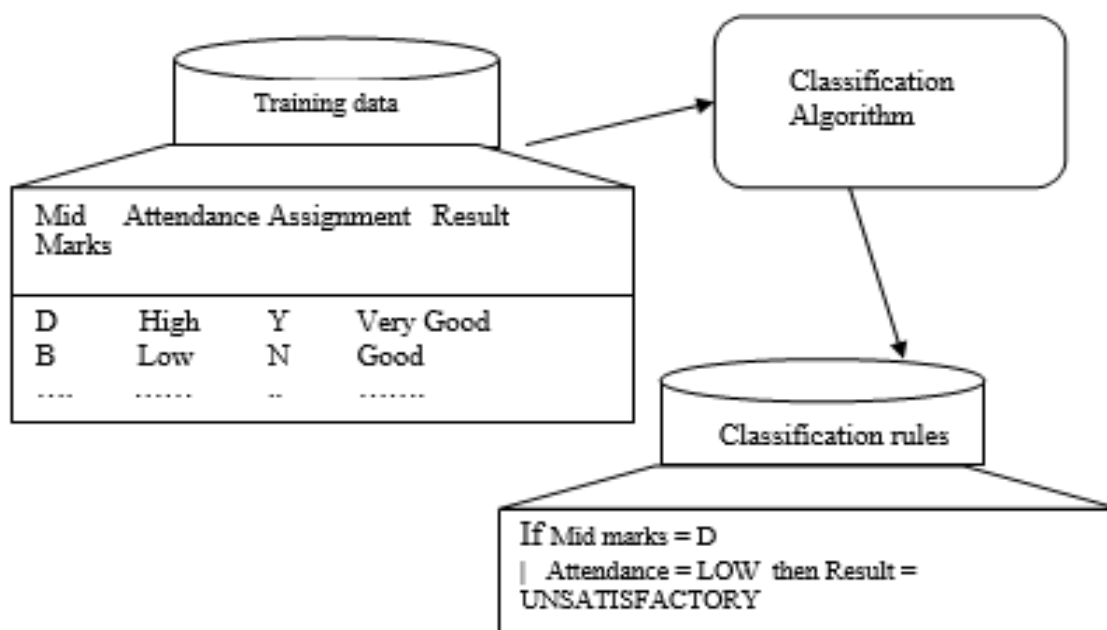 Training data
Classification
Algorithm
Mid Attendance Assignment Result
Marks
D High Y Very Good
B Low N Good
.... ...... .. .......
Classification rules
If Mid marks = D
| Attendance = LOW then Result =
UNSATISFACTORY